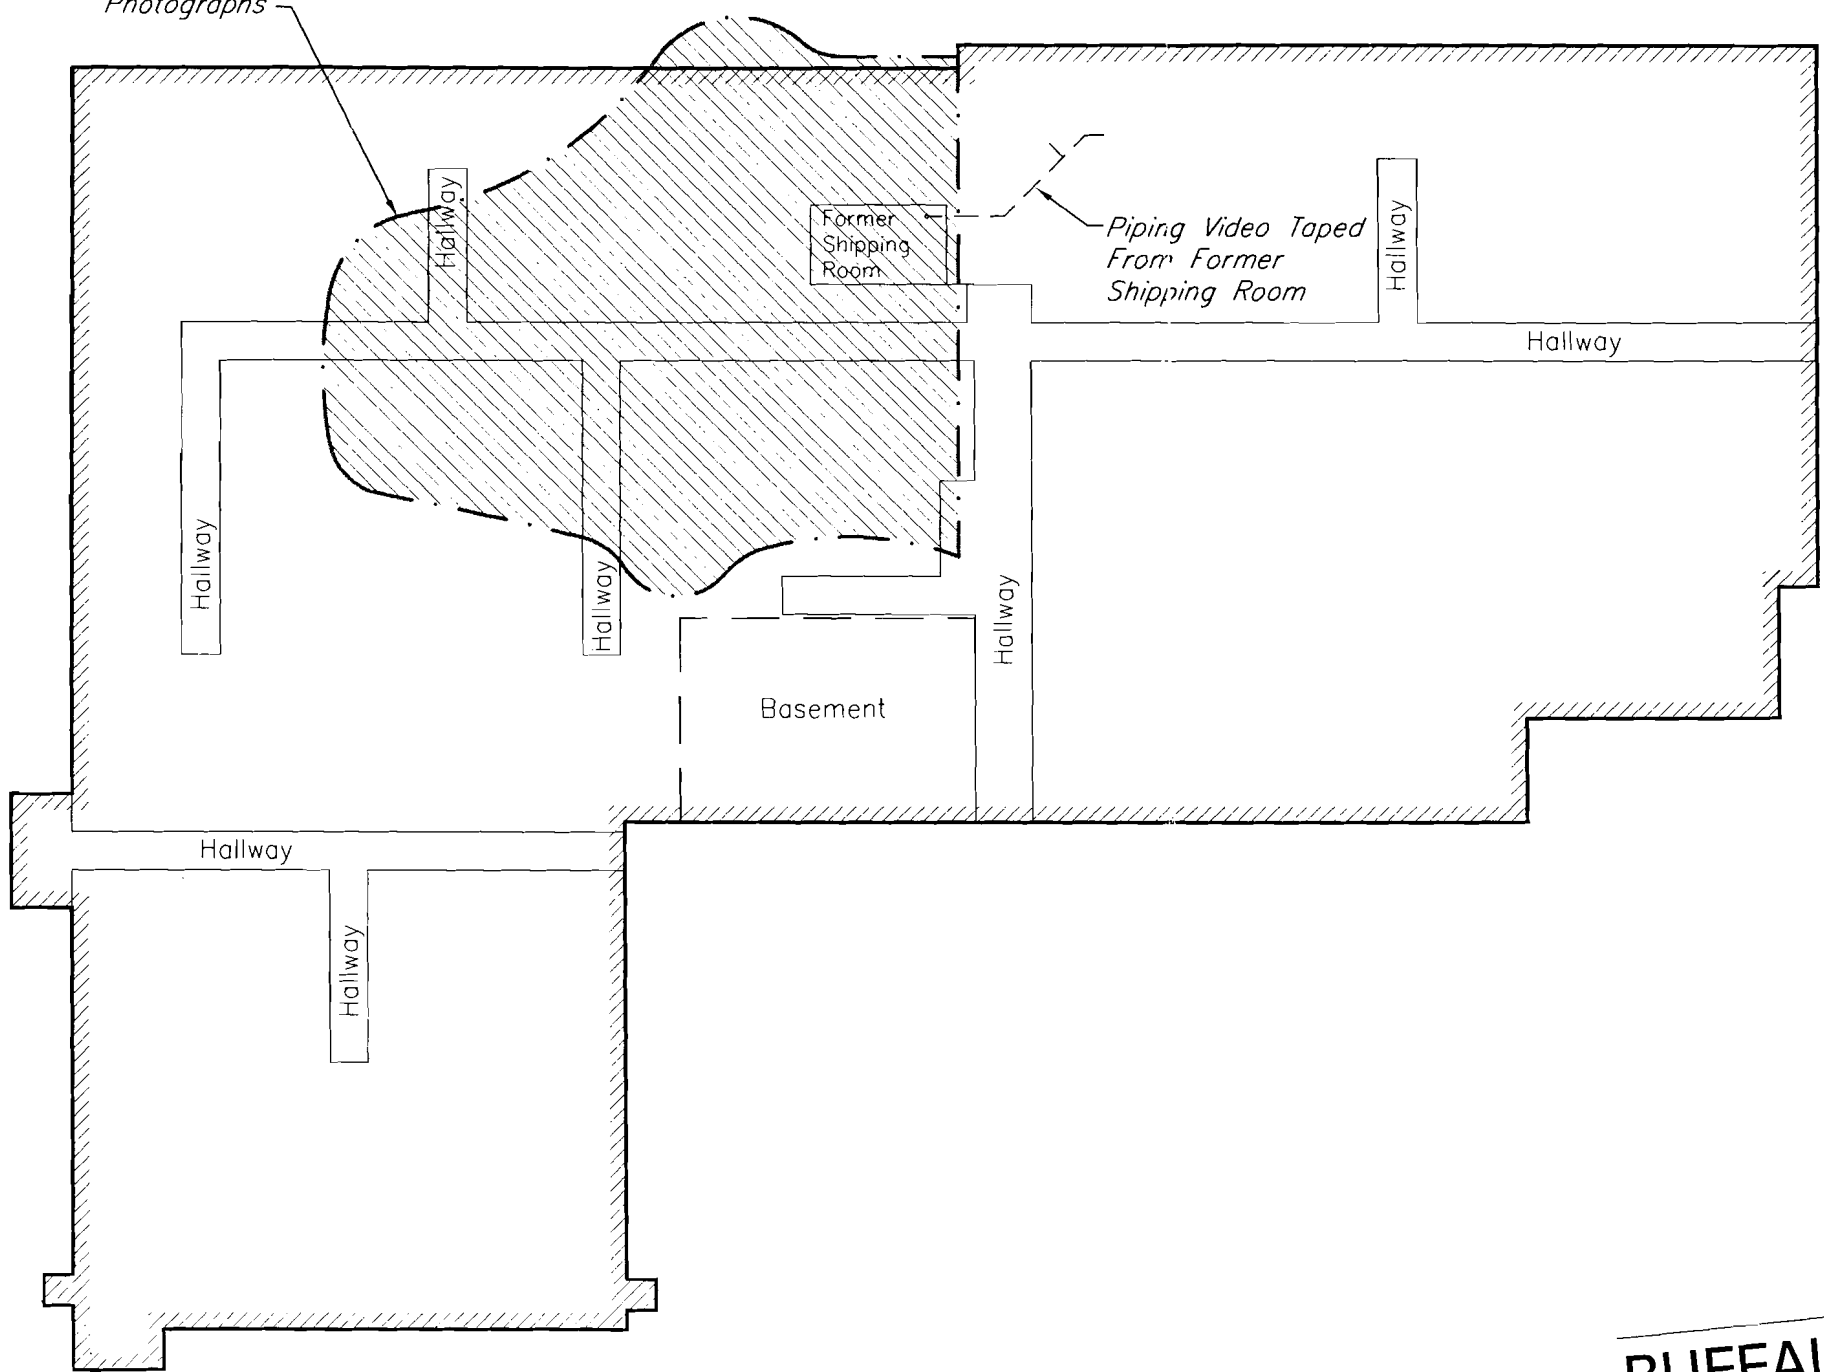 Photographs
Hallway
Former
Shipping
Room
Piping Video Taped
From Former
Shipping Room
Hallway
Hallway
Hallway
Hallway
Hallway
Basement
Hallway
Hallway